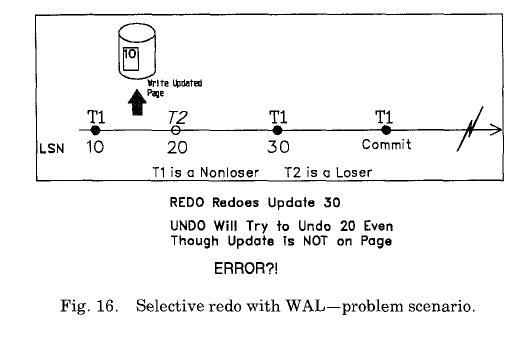 10
Write Updated
Page
T1 T2 T1 T1
LSN 10 20 30 Commit
T1 is a Nonloser T2 is a Loser
REDO Redoes Update 30
UNDO Will Try to Undo 20 Even
Though Update Is NOT on Page
ERROR?!
Fig. 16. Selective redo with WAL—problem scenario.